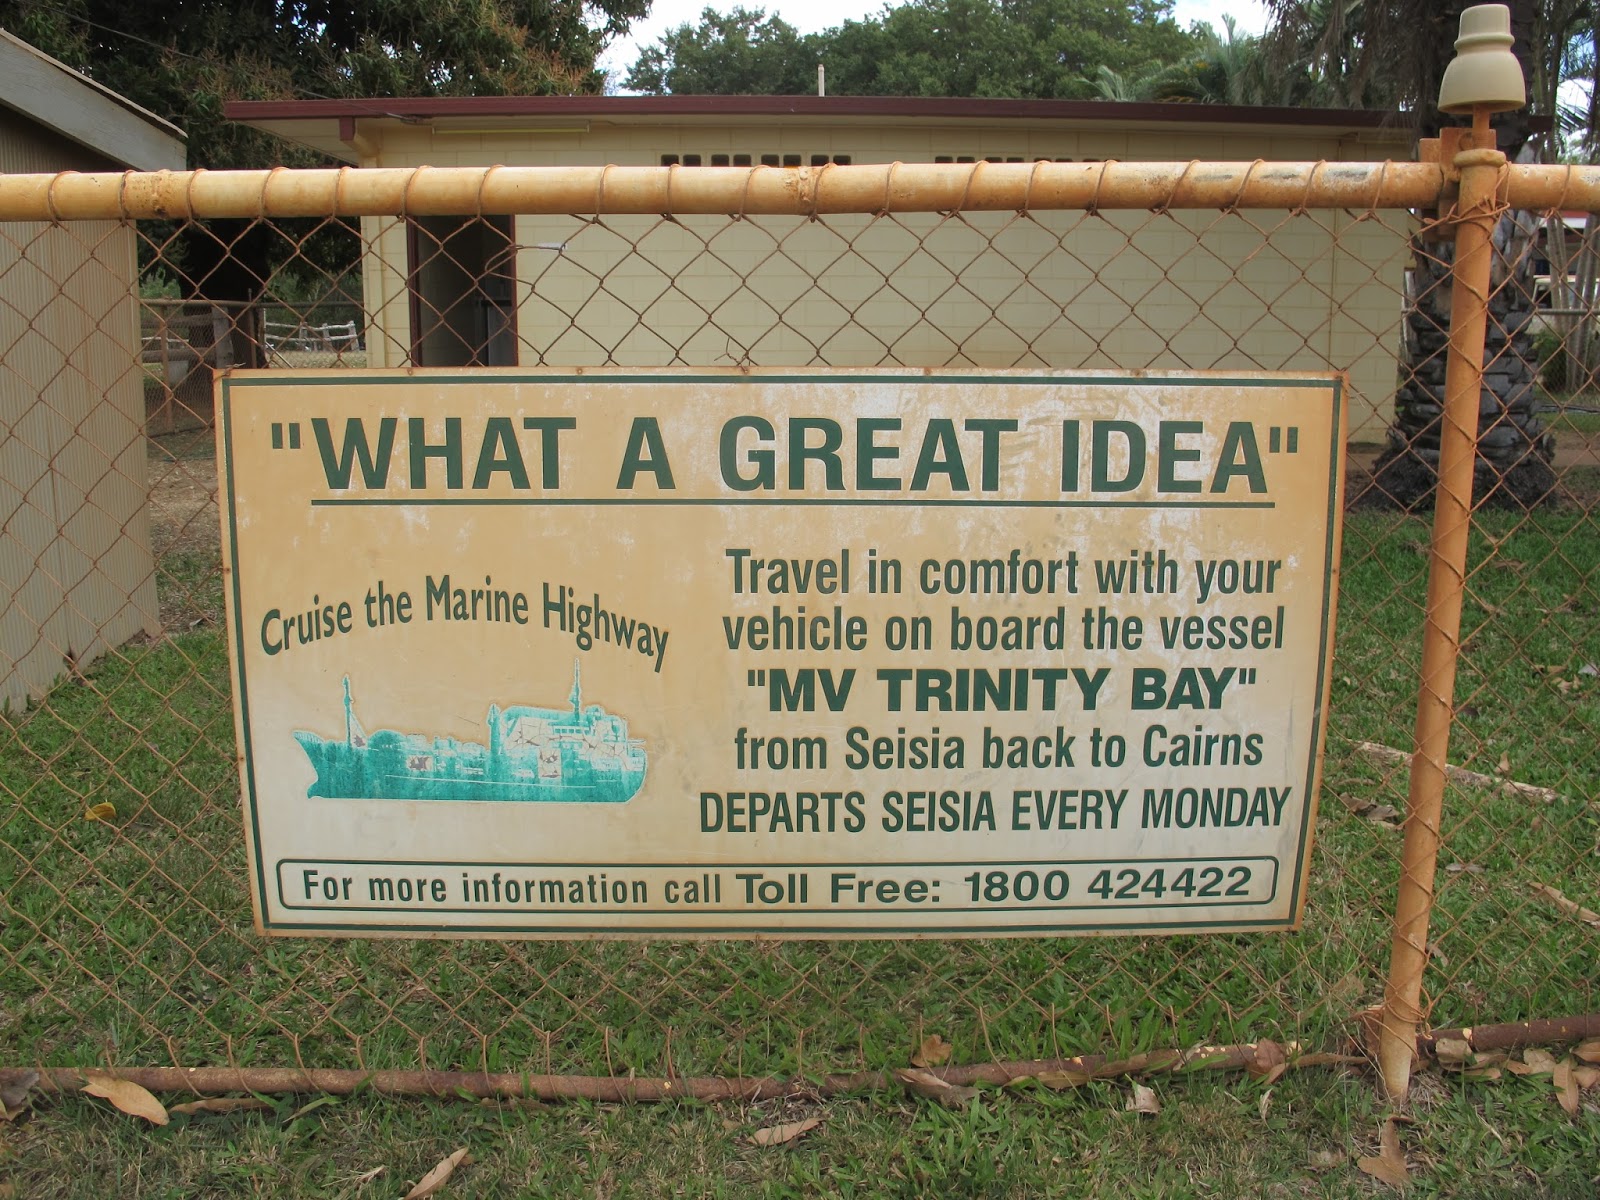 "WHAT A GREAT IDEA"
Cruise the Marine Highway
Travel in comfort with your
vehicle on board the vessel
"MV TRINITY BAY"
from Seisia back to Cairns
DEPARTS SEISIA EVERY MONDAY
For more information call Toll Free: 1800 424422